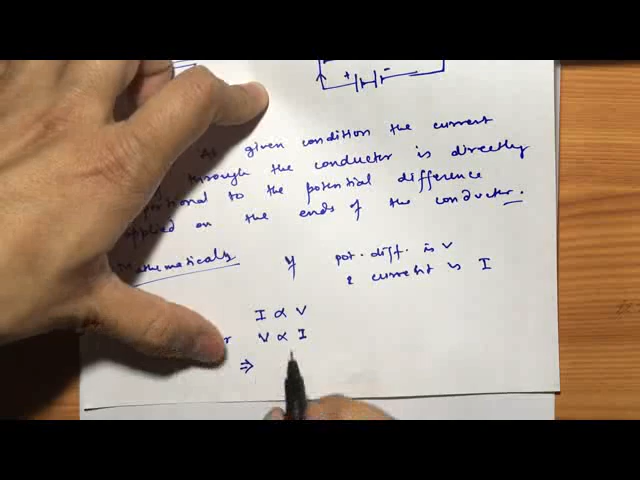 + -
As given condition the current
through the conductor is directly
to the potential difference
applied on the ends of the conductor.
Mathematically if pot. diff. is V
& current is I
I ∝ V
V ∝ I
⇒